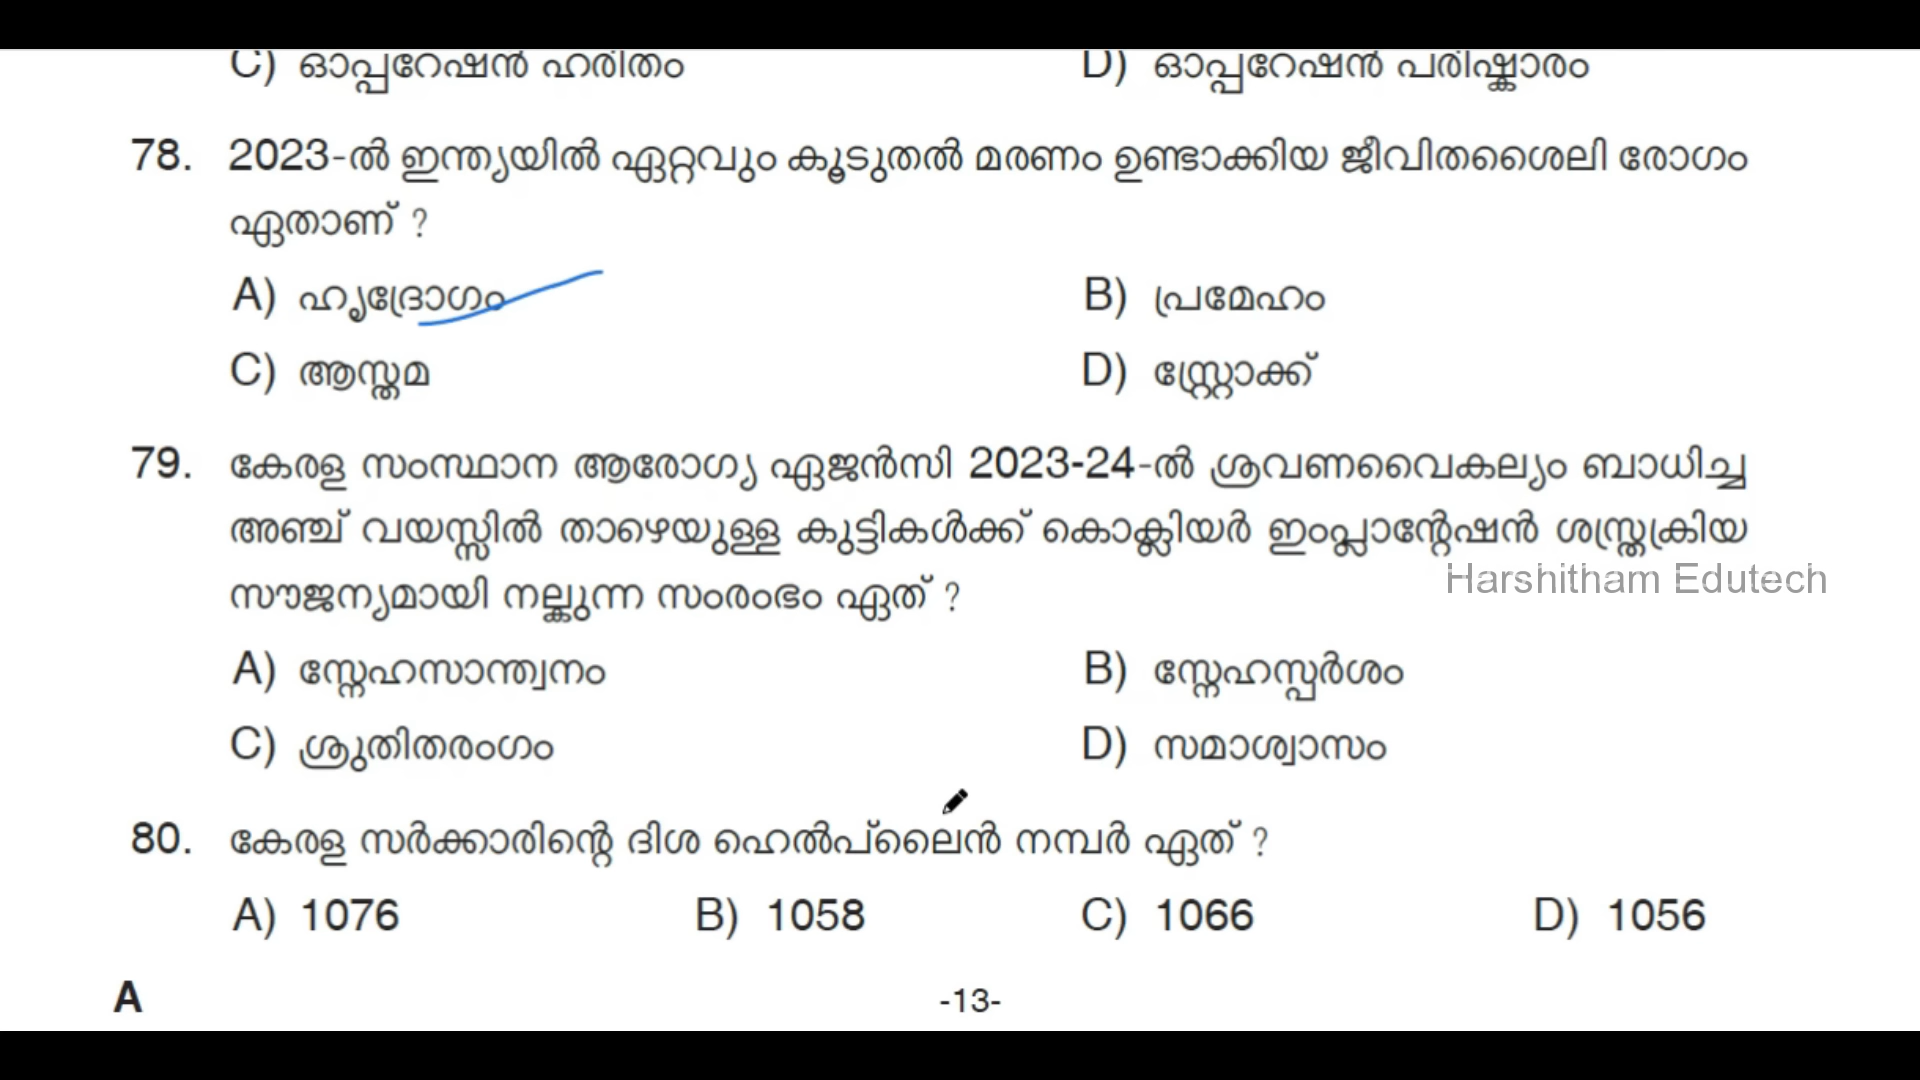 C) ഓപ്പറേഷൻ ഹരിതം D) ഓപ്പറേഷൻ പരിഷ്കാരം
78. 2023-ൽ ഇന്ത്യയിൽ ഏറ്റവും കൂടുതൽ മരണം ഉണ്ടാക്കിയ ജീവിതശൈലി രോഗം
ഏതാണ് ?
A) ഹൃദ്രോഗം B) പ്രമേഹം
C) ആസ്തമ D) സ്ട്രോക്ക്
79. കേരള സംസ്ഥാന ആരോഗ്യ ഏജൻസി 2023-24-ൽ ശ്രവണവൈകല്യം ബാധിച്ച
അഞ്ച് വയസ്സിൽ താഴെയുള്ള കുട്ടികൾക്ക് കൊക്ലിയർ ഇംപ്ലാന്റേഷൻ ശസ്ത്രക്രിയ
Harshitham Edutech
സൗജന്യമായി നല്കുന്ന സംരംഭം ഏത് ?
A) സ്നേഹസാന്ത്വനം B) സ്നേഹസ്പർശം
C) ശ്രുതിതരംഗം D) സമാശ്വാസം
80. കേരള സർക്കാരിന്റെ ദിശ ഹെൽപ്‌ലൈൻ നമ്പർ ഏത് ?
A) 1076 B) 1058 C) 1066 D) 1056
A -13-